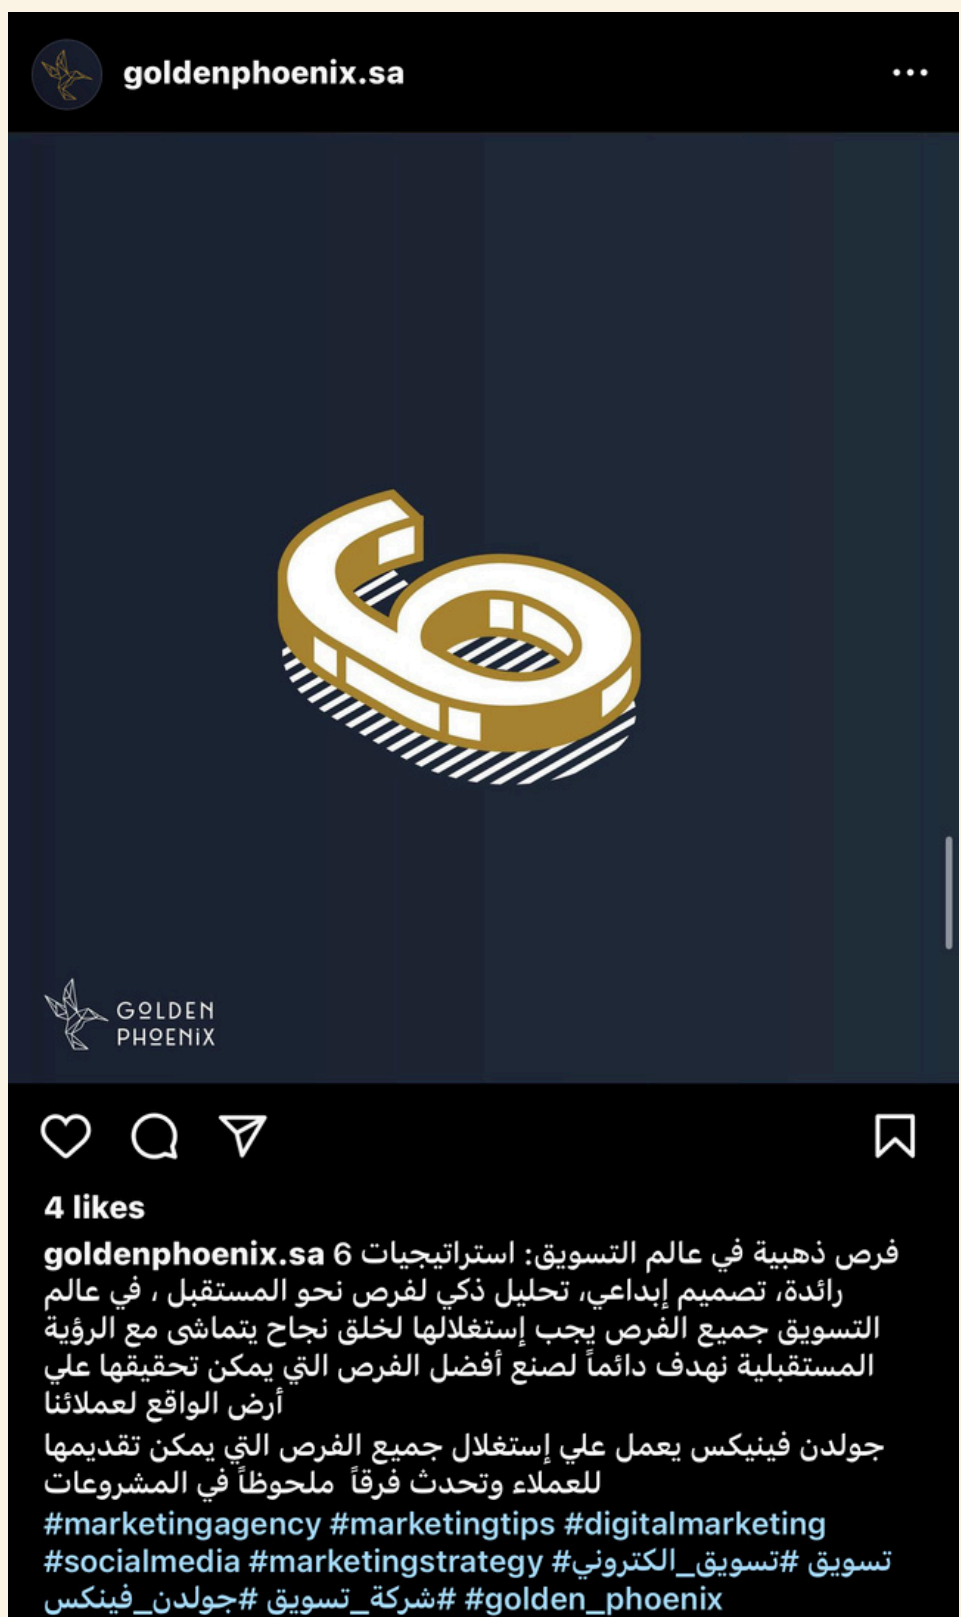 goldenphoenix.sa
6
GOLDEN
PHOENIX
4 likes
goldenphoenix.sa 6 فرص ذهبية في عالم التسويق: استراتيجيات
رائدة، تصميم إبداعي، تحليل ذكي لفرص نحو المستقبل ، في عالم
التسويق جميع الفرص يجب إستغلالها لخلق نجاح يتماشى مع الرؤية
المستقبلية نهدف دائماً لصنع أفضل الفرص التي يمكن تحقيقها علي
أرض الواقع لعملائنا
جولدن فينيكس يعمل علي إستغلال جميع الفرص التي يمكن تقديمها
للعملاء وتحدث فرقاً  ملحوظاً في المشروعات
#marketingagency #marketingtips #digitalmarketing
#socialmedia #marketingstrategy #تسويق #تسويق_الكتروني
#شركة_تسويق #جولدن_فينكس #golden_phoenix